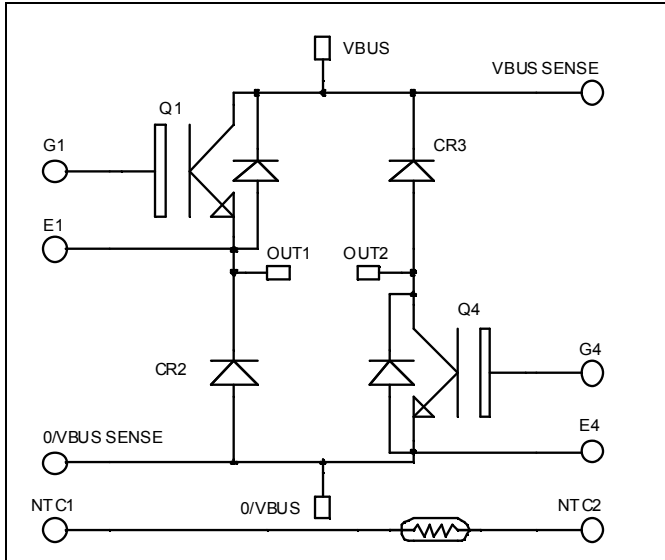 VBUS
VBUS SENSE
Q1
G1
CR3
E1
OUT1
OUT2
Q4
CR2
G4
0/VBUS SENSE
E4
NTC1
0/VBUS
NTC2